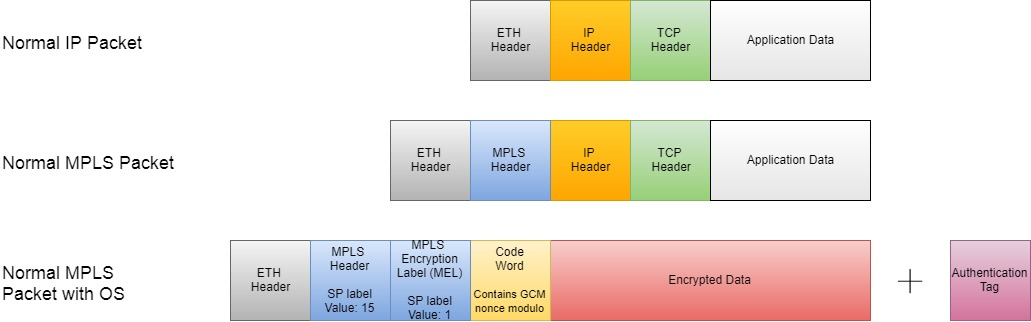 Normal IP Packet
ETH
Header
IP
Header
TCP
Header
Application Data
Normal MPLS Packet
ETH
Header
MPLS
Header
IP
Header
TCP
Header
Application Data
Normal MPLS
Packet with OS
ETH
Header
MPLS
Header
SP label
Value: 15
MPLS
Encryption
Label (MEL)
SP label
Value: 1
Code
Word
Contains GCM
nonce modulo
Encrypted Data
+
Authentication
Tag